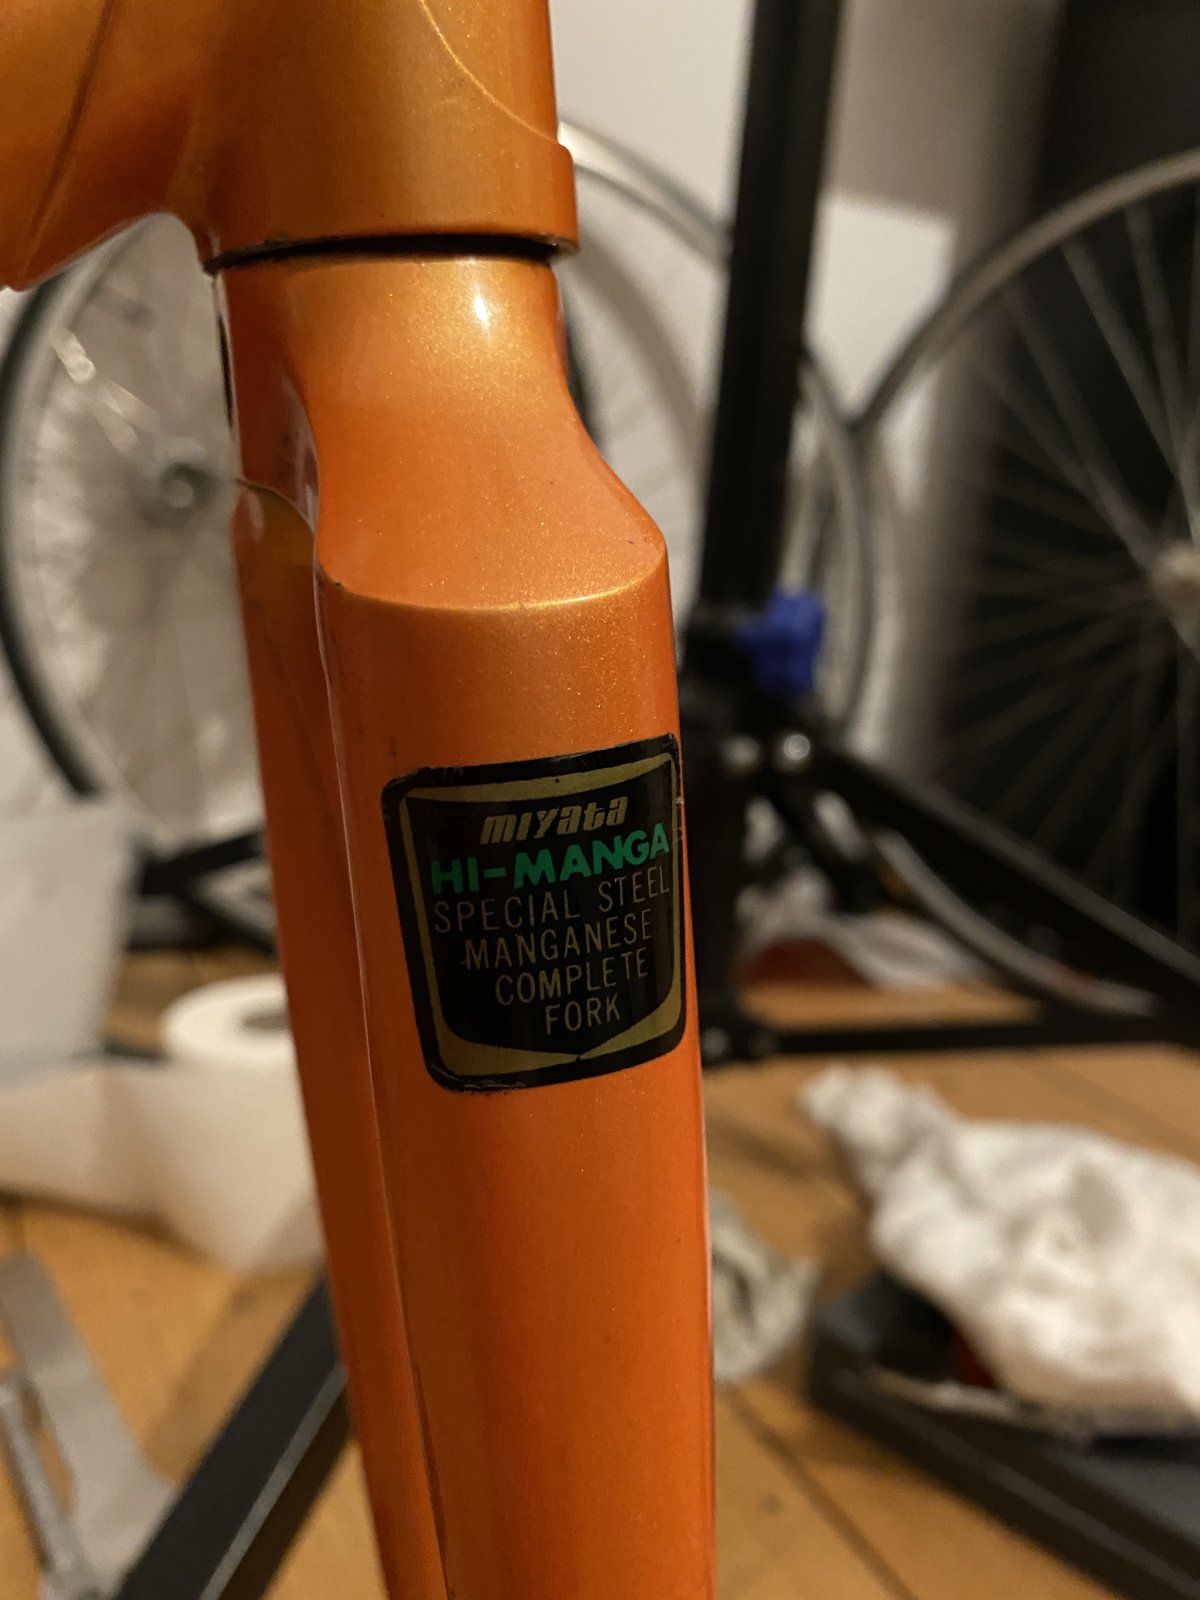 miyata
HI-MANGA
SPECIAL STEEL
MANGANESE
COMPLETE
FORK